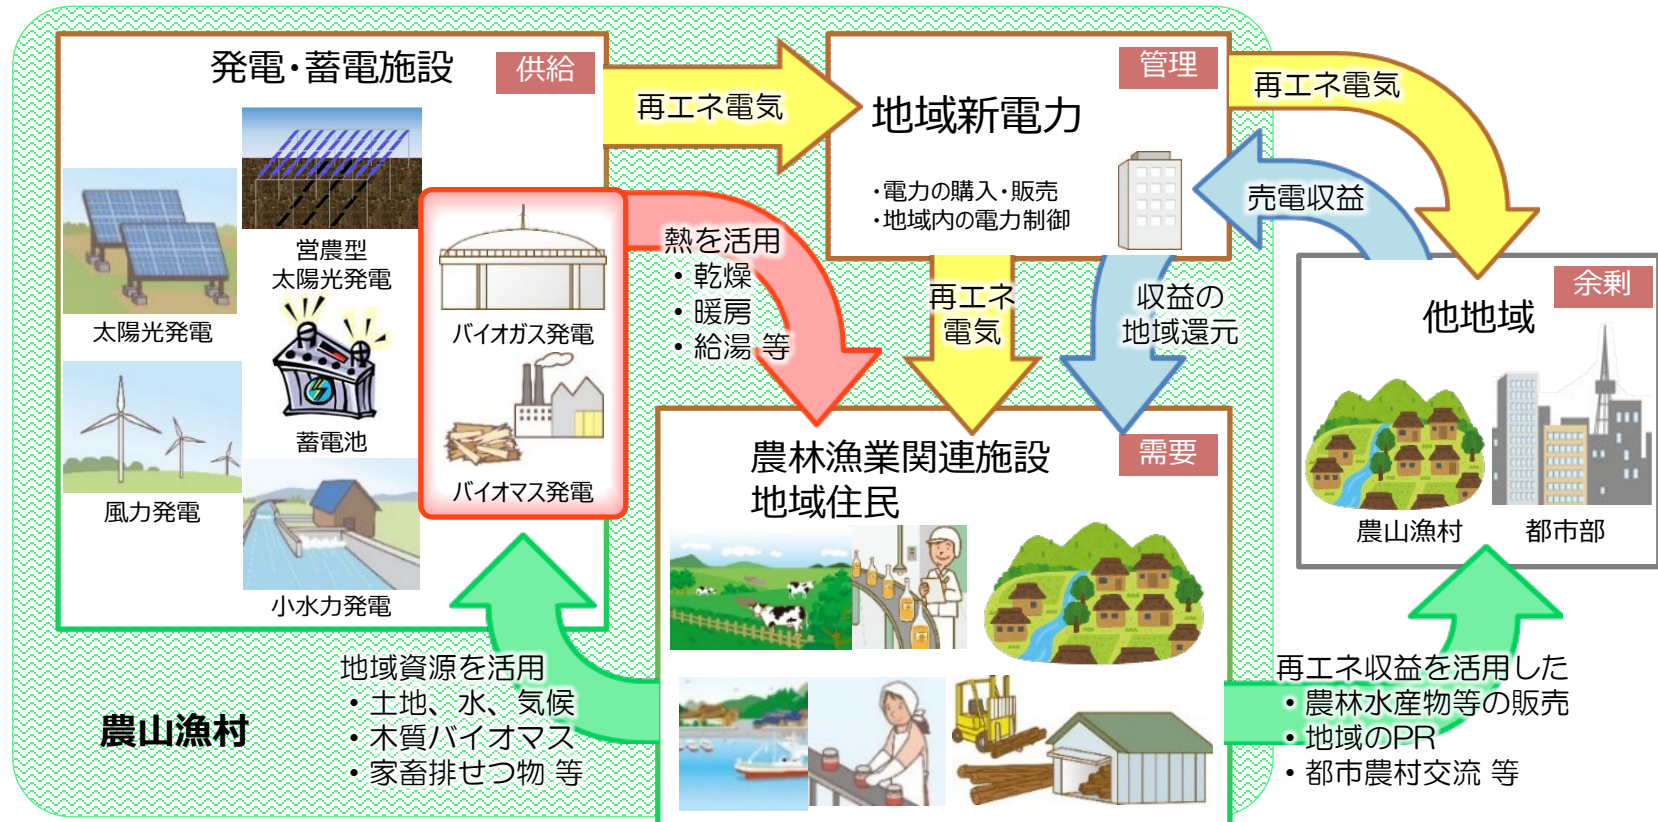 発電・蓄電施設
供給
営農型
太陽光発電
太陽光発電
蓄電池
風力発電
小水力発電
バイオガス発電
バイオマス発電
再エネ電気
地域新電力
管理
・電力の購入・販売
・地域内の電力制御
再エネ電気
売電収益
熱を活用
・乾燥
・暖房
・給湯 等
再エネ
電気
収益の
地域還元
他地域
余剰
農山漁村
都市部
農林漁業関連施設
地域住民
需要
地域資源を活用
・土地、水、気候
・木質バイオマス
・家畜排せつ物 等
農山漁村
再エネ収益を活用した
・農林水産物等の販売
・地域のPR
・都市農村交流 等